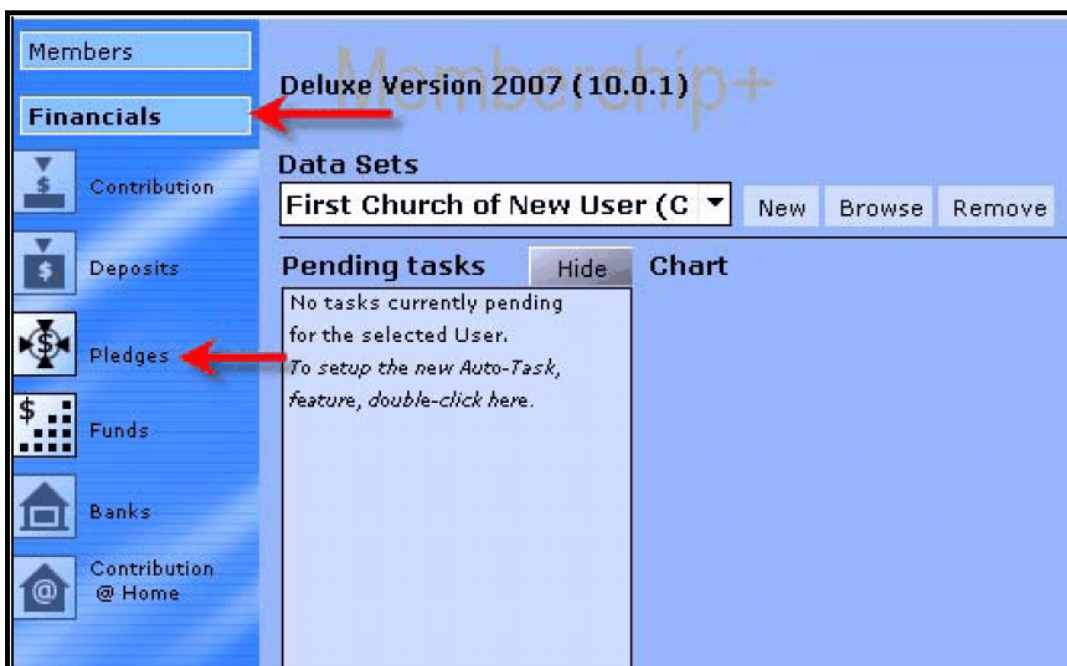 Members
Financials
Contribution
Deposits
Pledges
Funds
Banks
Contribution
@ Home
Membership+
Deluxe Version 2007 (10.0.1)
Data Sets
First Church of New User (C
New
Browse
Remove
Pending tasks
Hide
Chart
No tasks currently pending
for the selected User.
To setup the new Auto-Task,
feature, double-click here.
$
$
$
$
@